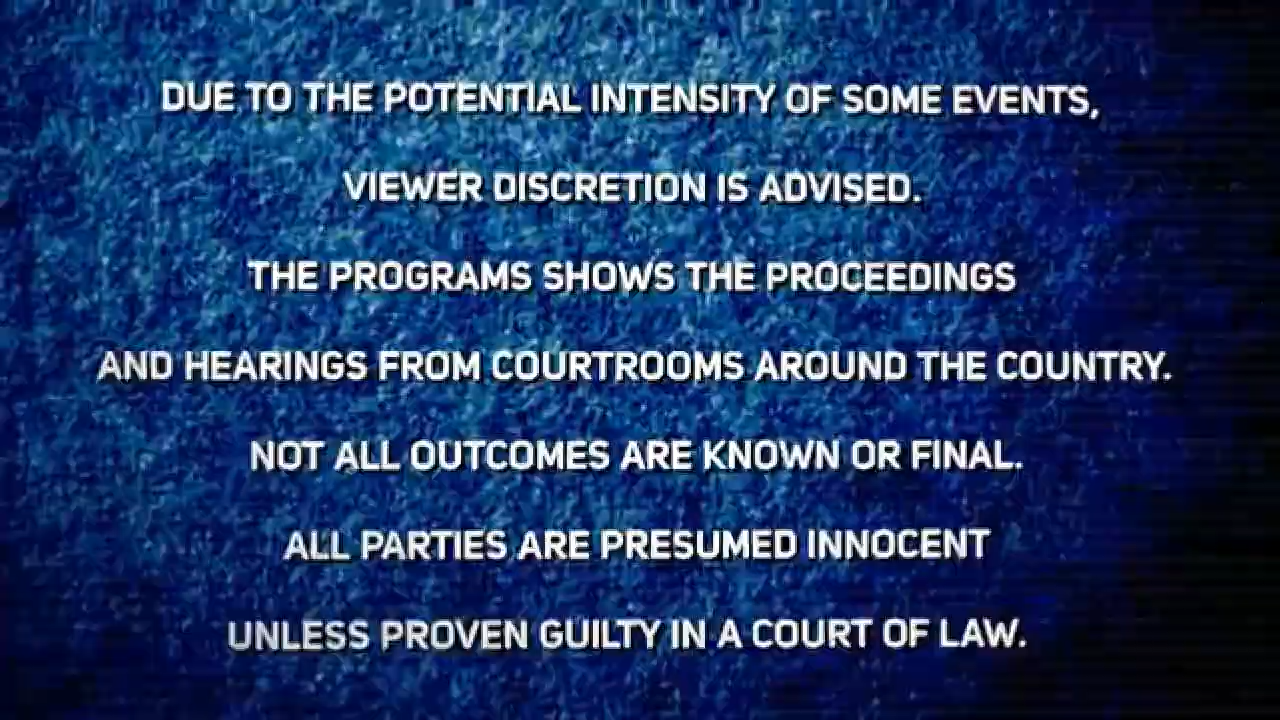 DUE TO THE POTENTIAL INTENSITY OF SOME EVENTS,
VIEWER DISCRETION IS ADVISED.
THE PROGRAMS SHOWS THE PROCEEDINGS
AND HEARINGS FROM COURTROOMS AROUND THE COUNTRY.
NOT ALL OUTCOMES ARE KNOWN OR FINAL.
ALL PARTIES ARE PRESUMED INNOCENT
UNLESS PROVEN GUILTY IN A COURT OF LAW.